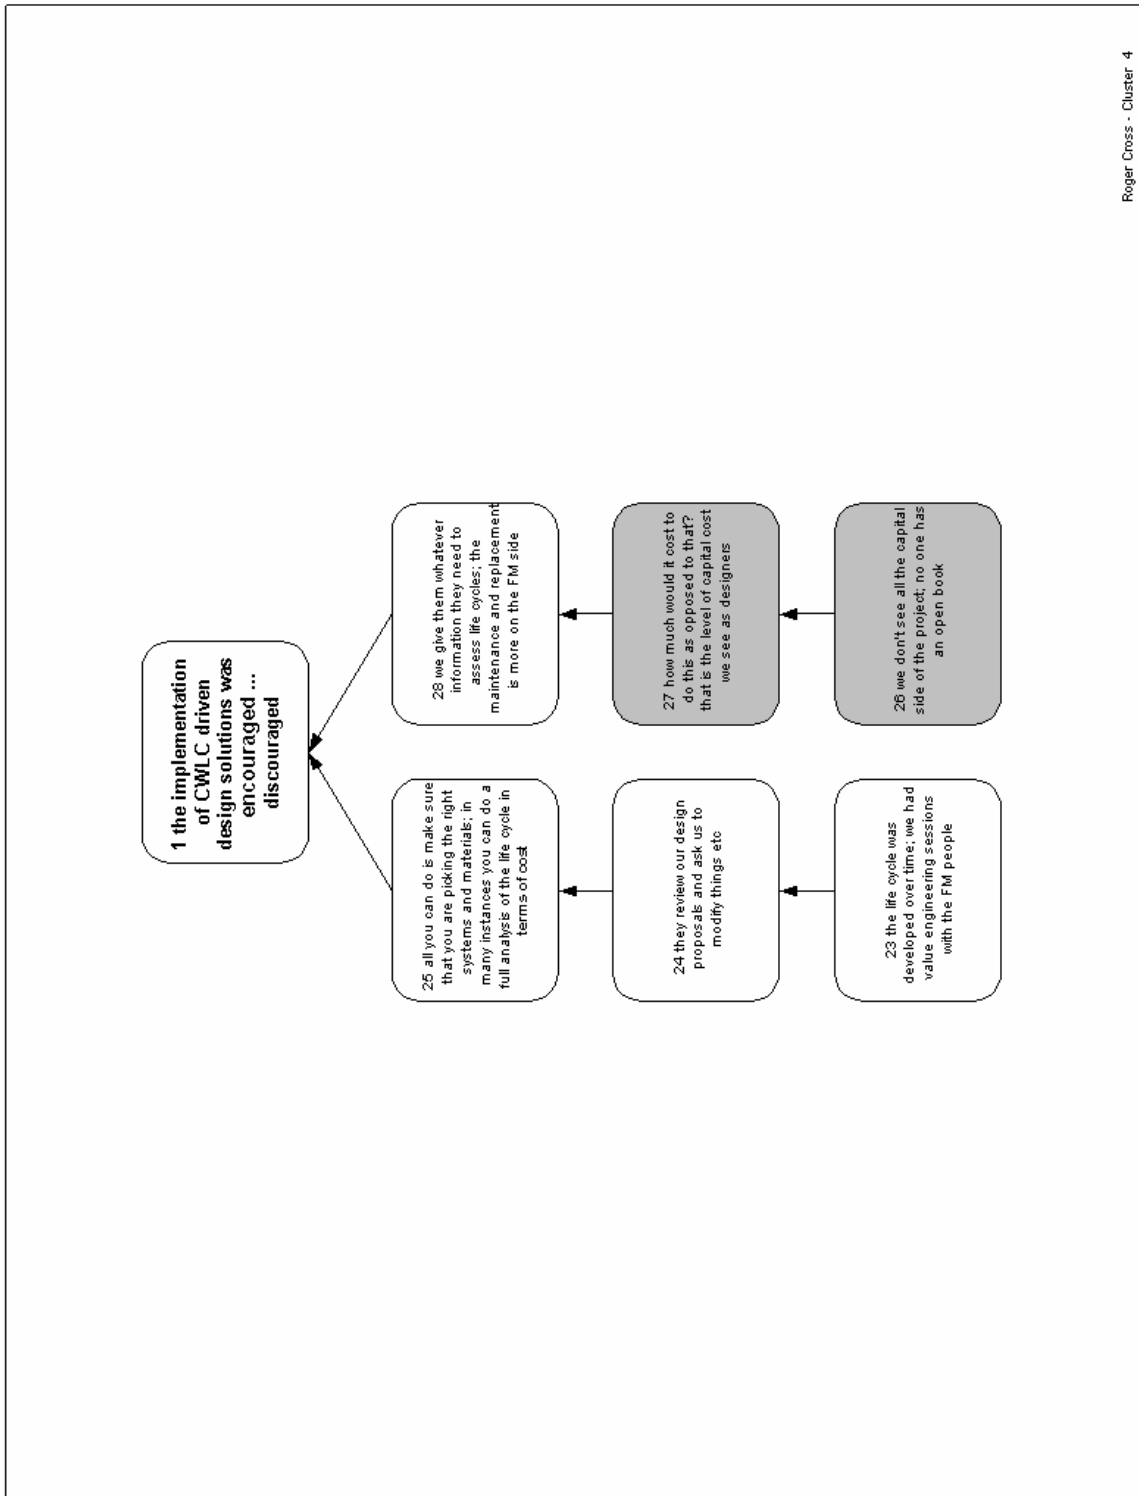 1 the implementation
of CWLC driven
design solutions was
encouraged ...
discouraged
25 all you can do is make sure
that you are picking the right
systems and materials; in
many instances you can do a
full analysis of the life cycle in
terms of cost
28 we give them whatever
information they need to
assess life cycles; the
maintenance and replacement
is more on the FM side
24 they review our design
proposals and ask us to
modify things etc
27 how much would it cost to
do this as opposed to that?
that is the level of capital cost
we see as designers
23 the life cycle was
developed over time; we had
value engineering sessions
with the FM people
26 we don't see all the capital
side of the project; no one has
an open book
Roger Cross - Cluster 4